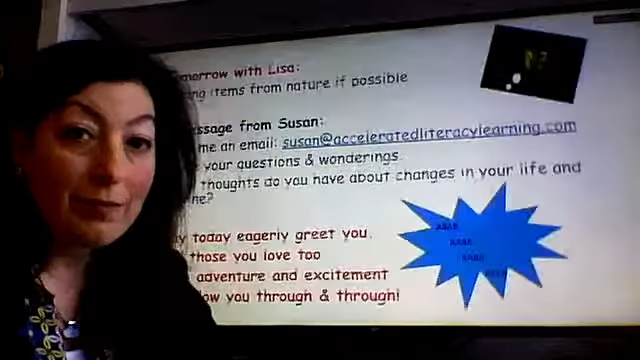 morrow with Lisa:
ng items from nature if possible
ssage from Susan:
me an email: susan@acceleratedliteracylearning.com
your questions & wonderings
thoughts do you have about changes in your life and
ne?
y today eagerly greet you
those you love too
adventure and excitement
ow you through & through!